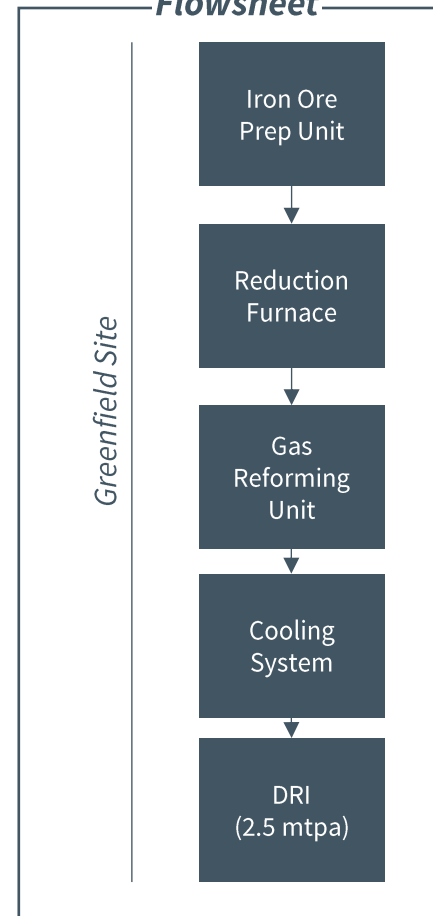 Flowsheet
Iron Ore
Prep Unit
Reduction
Furnace
Greenfield Site
Gas
Reforming
Unit
Cooling
System
DRI
(2.5 mtpa)